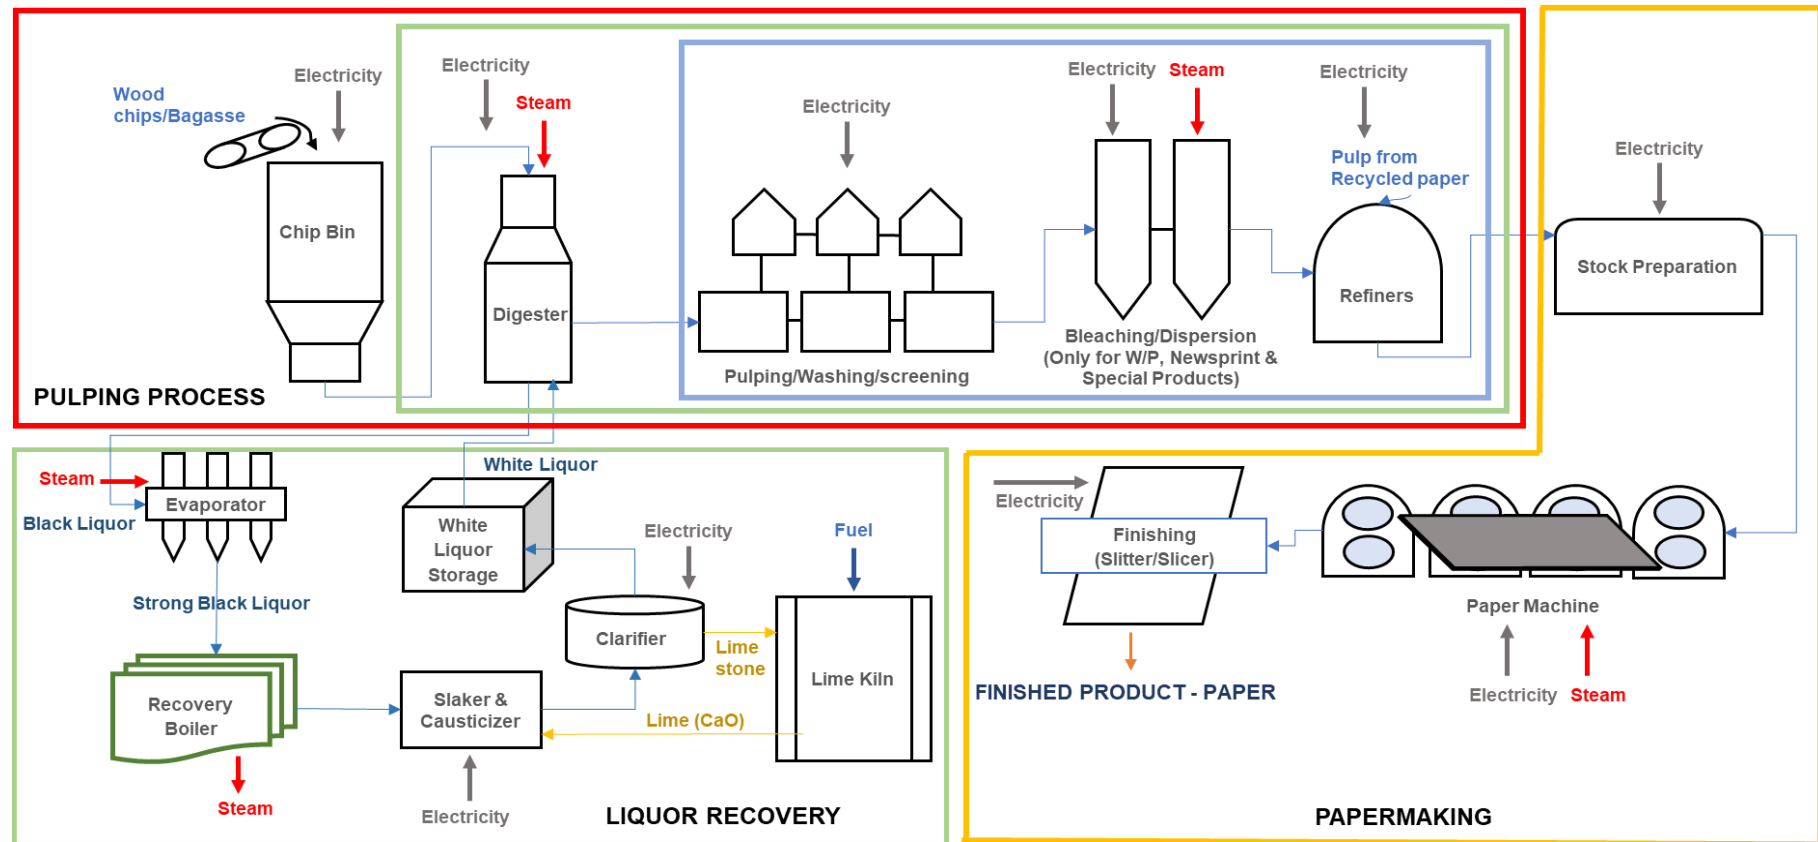 Electricity
Wood
chips/Bagasse
Chip Bin
PULPING PROCESS
Electricity
Steam
Digester
Electricity
Pulping/Washing/screening
Electricity
Steam
Bleaching/Dispersion
(Only for W/P, Newsprint &
Special Products)
Electricity
Pulp from
Recycled paper
Refiners
Electricity
Stock Preparation
Steam
Evaporator
Black Liquor
Strong Black Liquor
Recovery
Boiler
Steam
White Liquor
White
Liquor
Storage
Slaker &
Causticizer
Electricity
Electricity
Clarifier
Lime
stone
Lime (CaO)
Fuel
Lime Kiln
LIQUOR RECOVERY
Electricity
Finishing
(Slitter/Slicer)
FINISHED PRODUCT - PAPER
Paper Machine
Electricity
Steam
PAPERMAKING